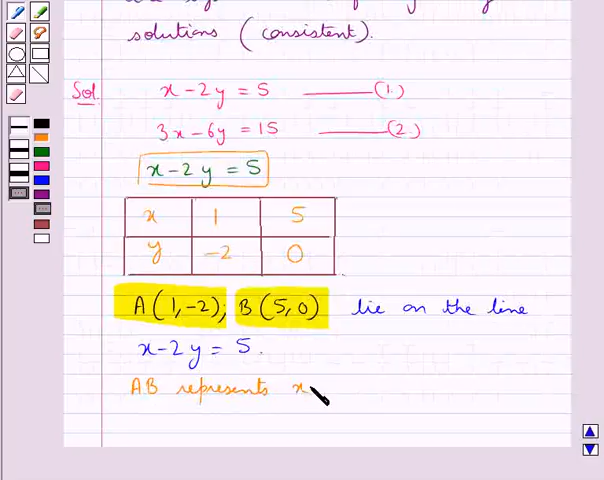 solutions (consistent).
Sol. x - 2y = 5 (1.)
3x - 6y = 15 (2.)
x - 2y = 5
x 1 5
y -2 0
A(1, -2); B(5, 0) lie on the line
x - 2y = 5.
AB represents x